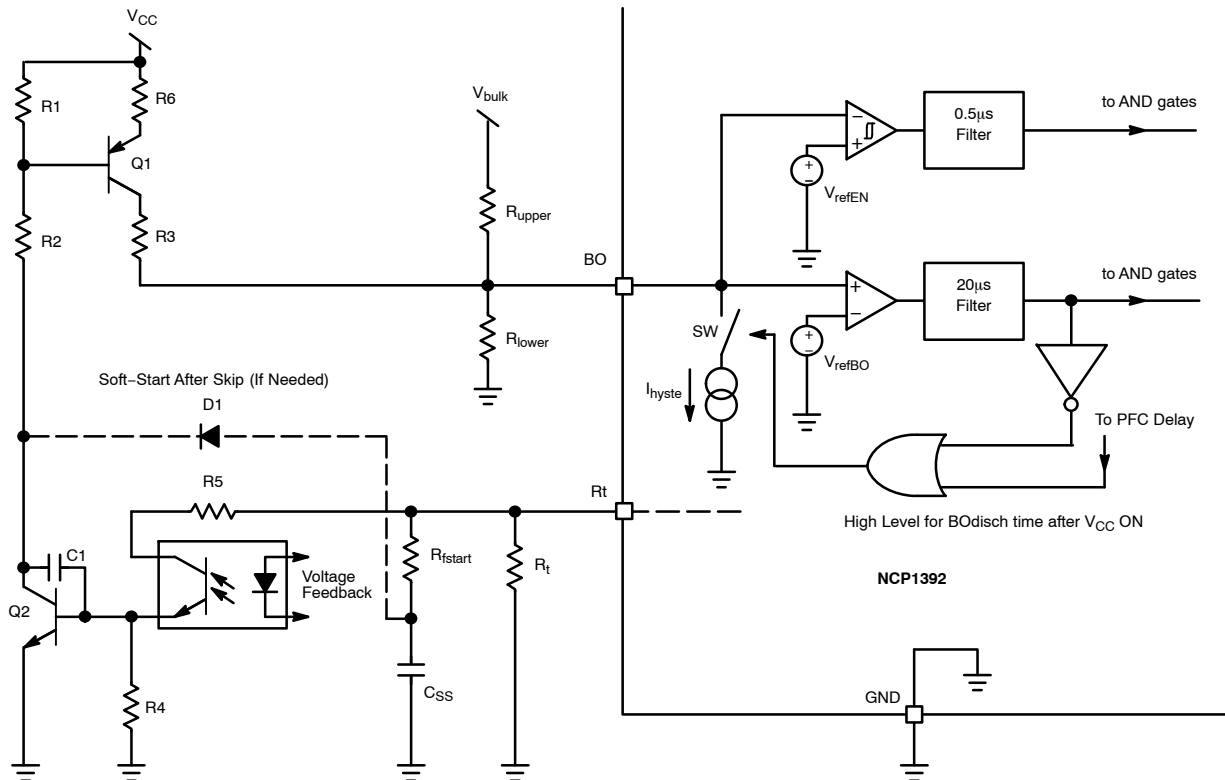 VCC
R1
R6
Vbulk
Q1
R2
R3
Rupper
BO
Rlower
to AND gates
0.5μs
Filter
−
+
+
−
VrefEN
to AND gates
20μs
Filter
+
−
SW
+
−
VrefBO
Ihyste
To PFC Delay
High Level for BOdisch time after VCC ON
NCP1392
Soft−Start After Skip (If Needed)
D1
R5
Rt
C1
Rfstart
Rt
Voltage
Feedback
Q2
R4
CSS
GND